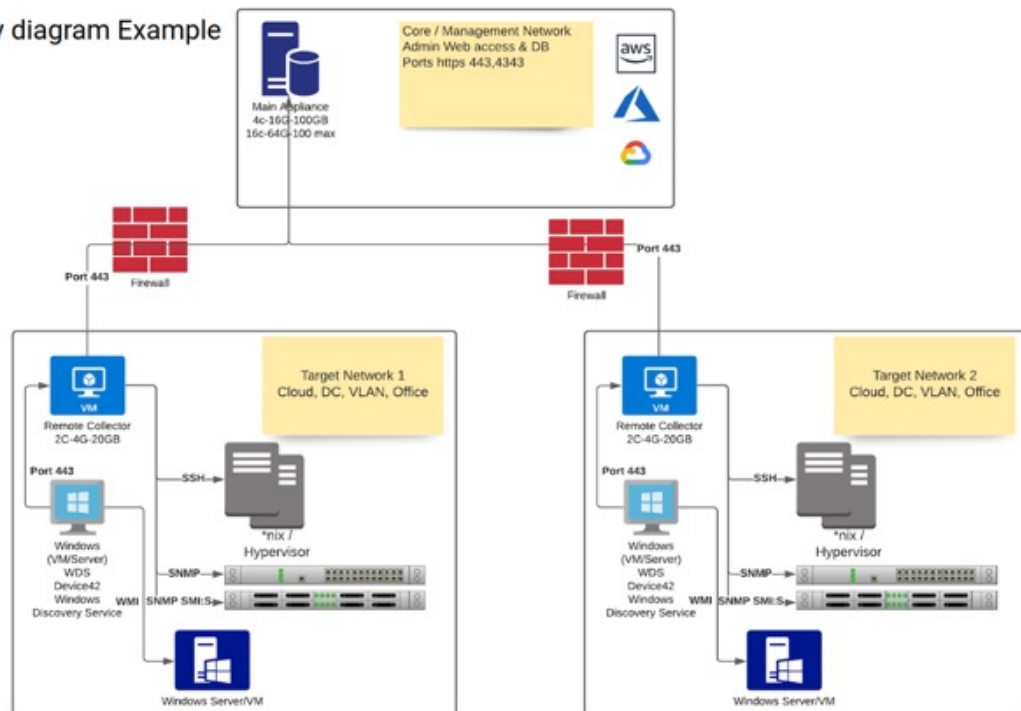 y diagram Example
Core / Management Network
Admin Web access & DB
Ports https 443,4343
aws
Main Appliance
4c-16G-100GB
16c-64G-100 max
Port 443
Firewall
Port 443
Firewall
Target Network 1
Cloud, DC, VLAN, Office
VM
Remote Collector
2C-4G-20GB
Port 443
SSH
*nix /
Hypervisor
Windows
(VM/Server)
WDS
Device42
Windows
Discovery Service
SNMP
WMI
SNMP SMI:S
Windows Server/VM
Target Network 2
Cloud, DC, VLAN, Office
VM
Remote Collector
2C-4G-20GB
Port 443
SSH
*nix /
Hypervisor
Windows
(VM/Server)
WDS
Device42
Windows
Discovery Service
SNMP
WMI
SNMP SMI:S
Windows Server/VM